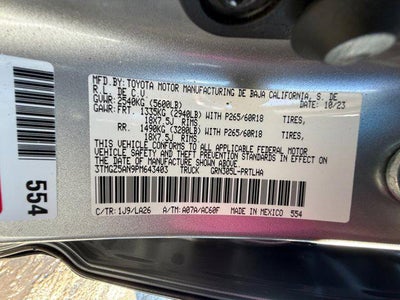 MFD.BY:TOYOTA MOTOR MANUFACTURING DE BAJA CALIFORNIA, S. DE
R.L. DE C.V.
10/23
GVWR: 2540KG (5600LB)
GAWR:FRT. 1335KG (2940LB) WITH P265/60R18 TIRES,
18X7.5J RIMS.
RR. 1490KG (3280LB) WITH P265/60R18 TIRES,
18X7.5J RIMS.
THIS VEHICLE CONFORMS TO ALL APPLICABLE FEDERAL MOTOR
VEHICLE SAFETY AND THEFT PREVENTION STANDARDS IN
EFFECT ON THE DATE OF MANUFACTURE SHOWN ABOVE.
3TMGZ5AN9PM643403 TRUCK GRN305L-PRTLHA
C/TR: 1J9/LA26 A/TM: A07A/AC60F MADE IN MEXICO 554
554